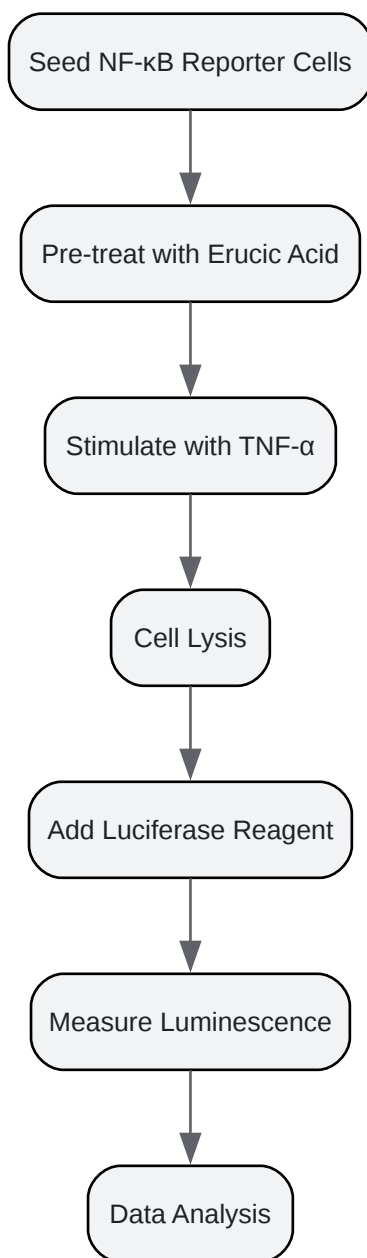 Seed NF-κB Reporter Cells
Pre-treat with Erucic Acid
Stimulate with TNF-α
Cell Lysis
Add Luciferase Reagent
Measure Luminescence
Data Analysis